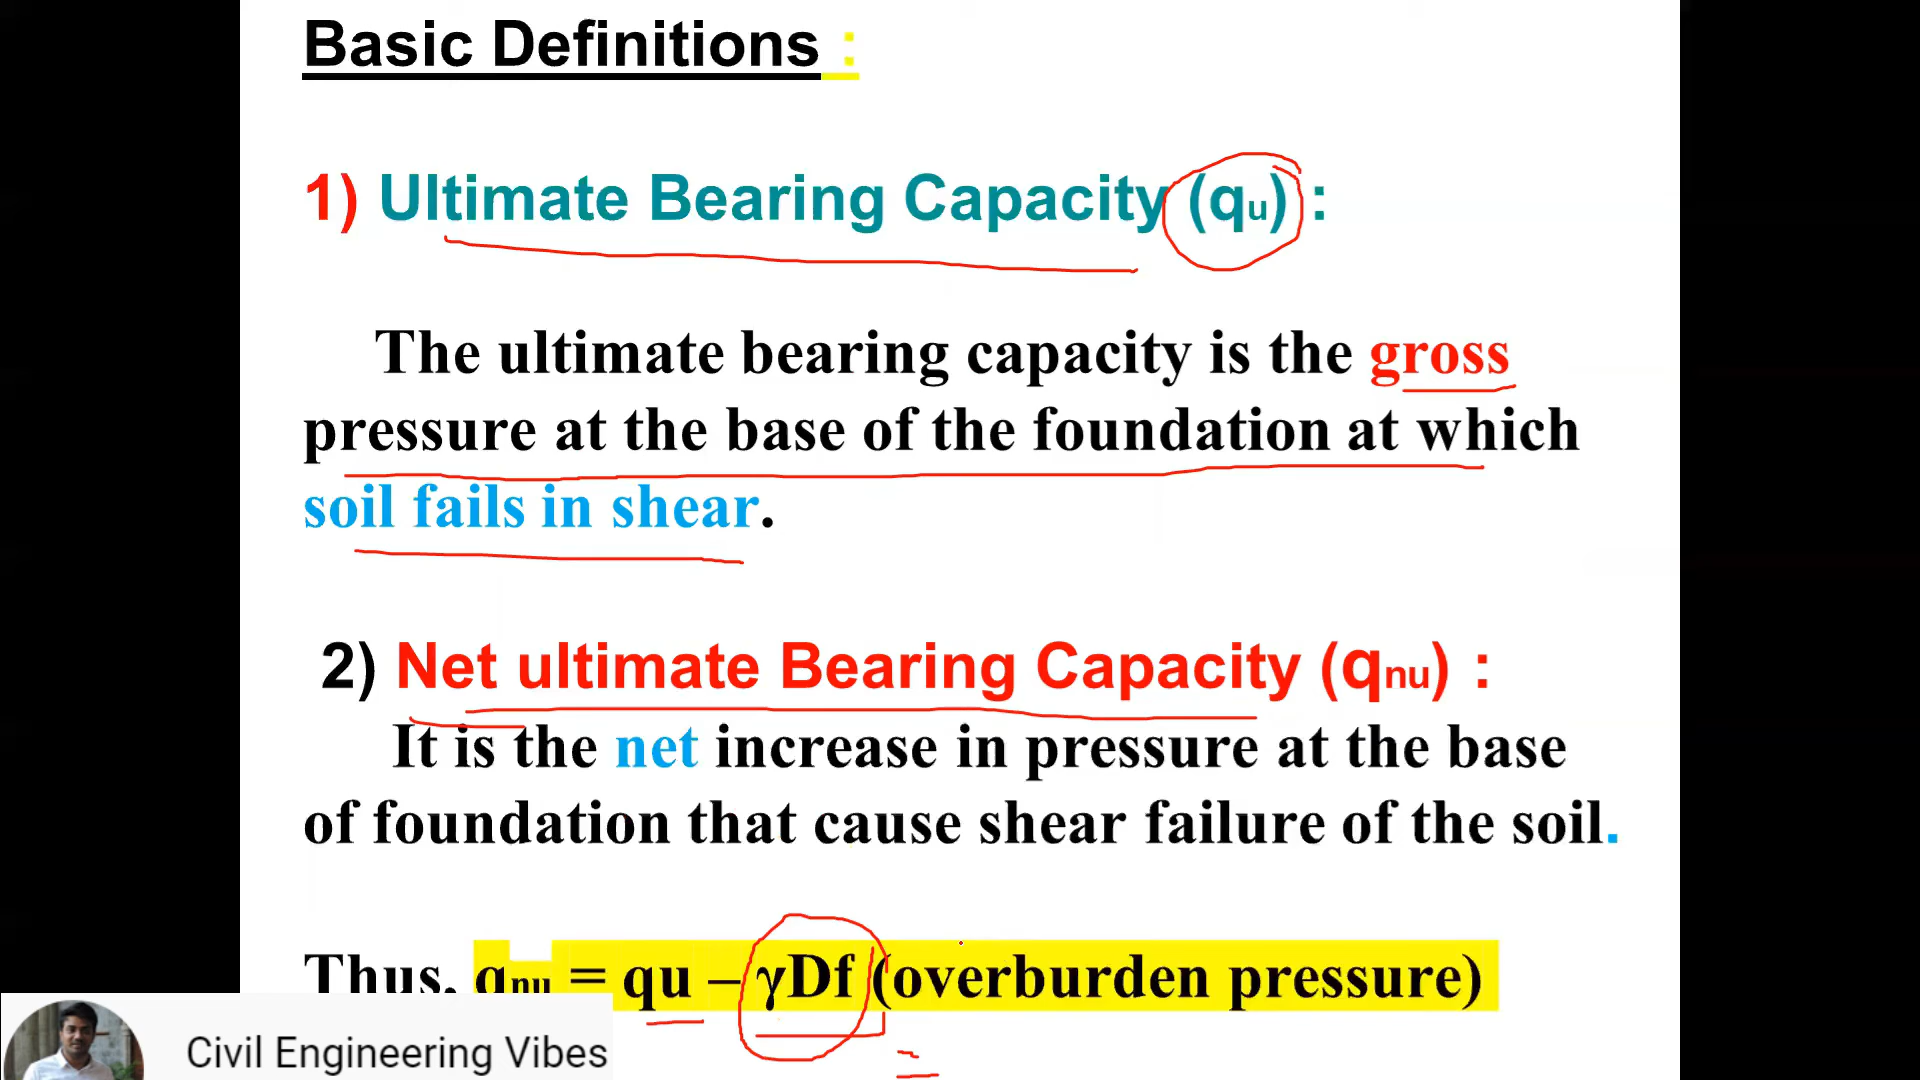 Basic Definitions :
1) Ultimate Bearing Capacity (qu) :
The ultimate bearing capacity is the gross
pressure at the base of the foundation at which
soil fails in shear.
2) Net ultimate Bearing Capacity (qnu) :
It is the net increase in pressure at the base
of foundation that cause shear failure of the soil.
Thus, qnu = qu – γDf (overburden pressure)
Civil Engineering Vibes